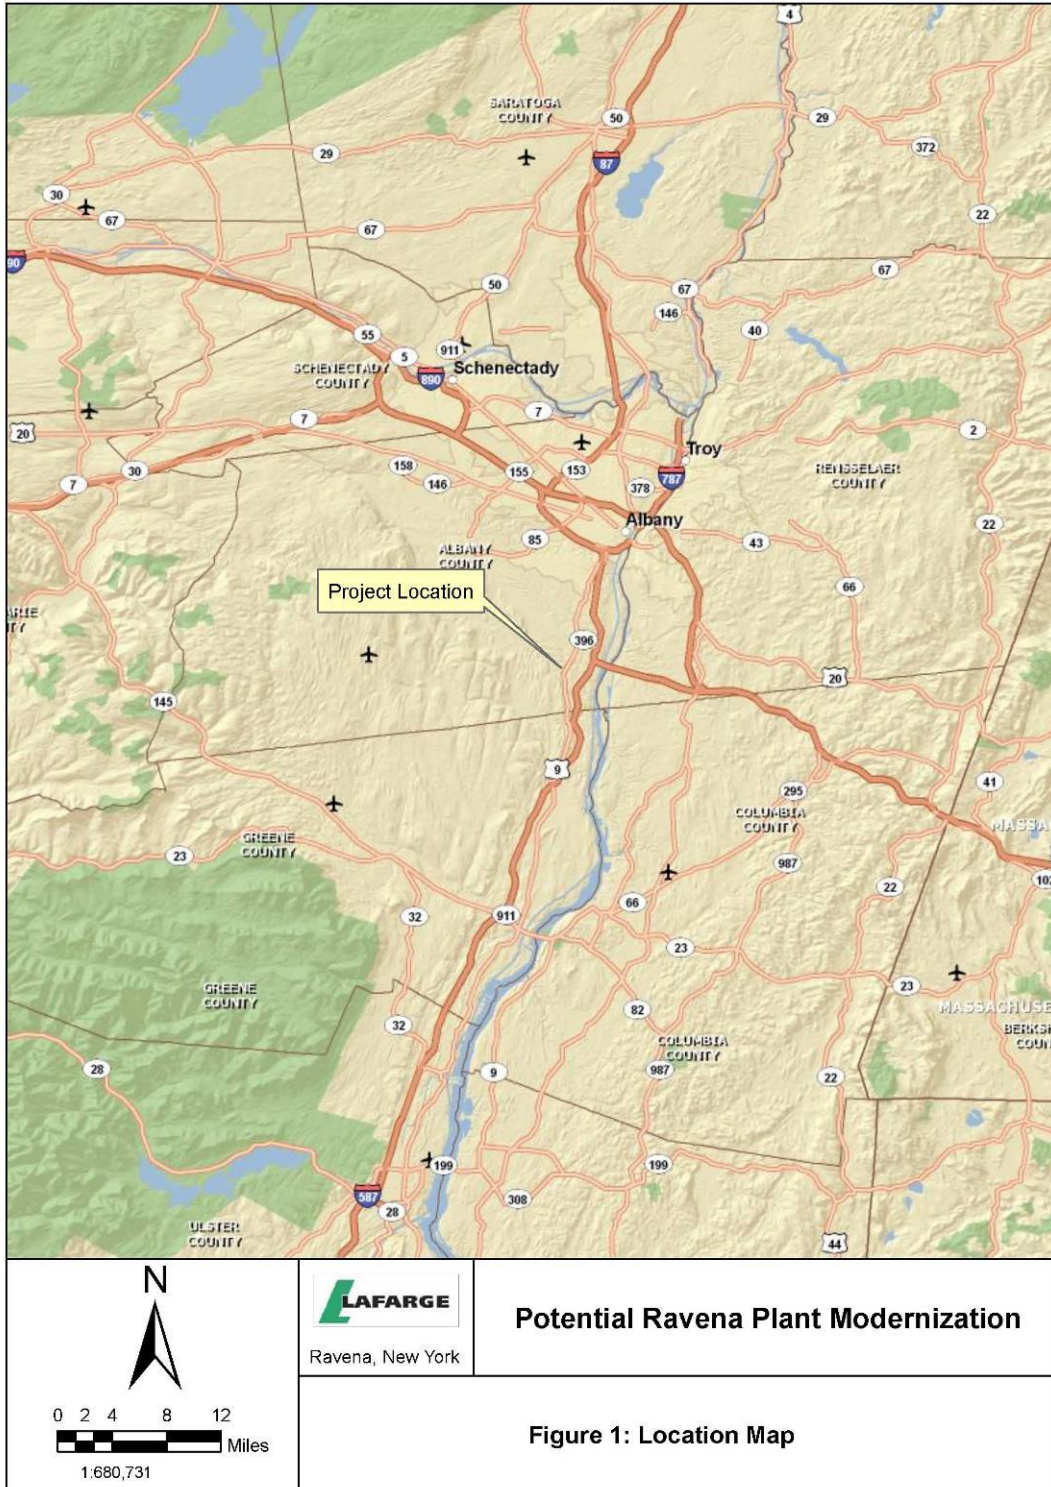 4
SARATOGA
COUNTY
50
29
87
372
29
30
67
22
67
90
67
50
67
146
40
55
911
5
Schenectady
SCHENECTADY
COUNTY
890
7
7
20
2
Troy
30
158
155
153
RENSSELAER
COUNTY
7
146
378
787
22
Albany
85
43
ALBANY
COUNTY
66
Project Location
396
20
145
9
41
295
COLUMBIA
COUNTY
GREENE
COUNTY
23
987
22
32
911
66
23
23
GREENE
COUNTY
82
32
COLUMBIA
COUNTY
28
9
987
22
199
199
587
308
28
ULSTER
COUNTY
44
N
LAFARGE
Ravena, New York
Potential Ravena Plant Modernization
0 2 4 8 12
Miles
1:680,731
Figure 1: Location Map